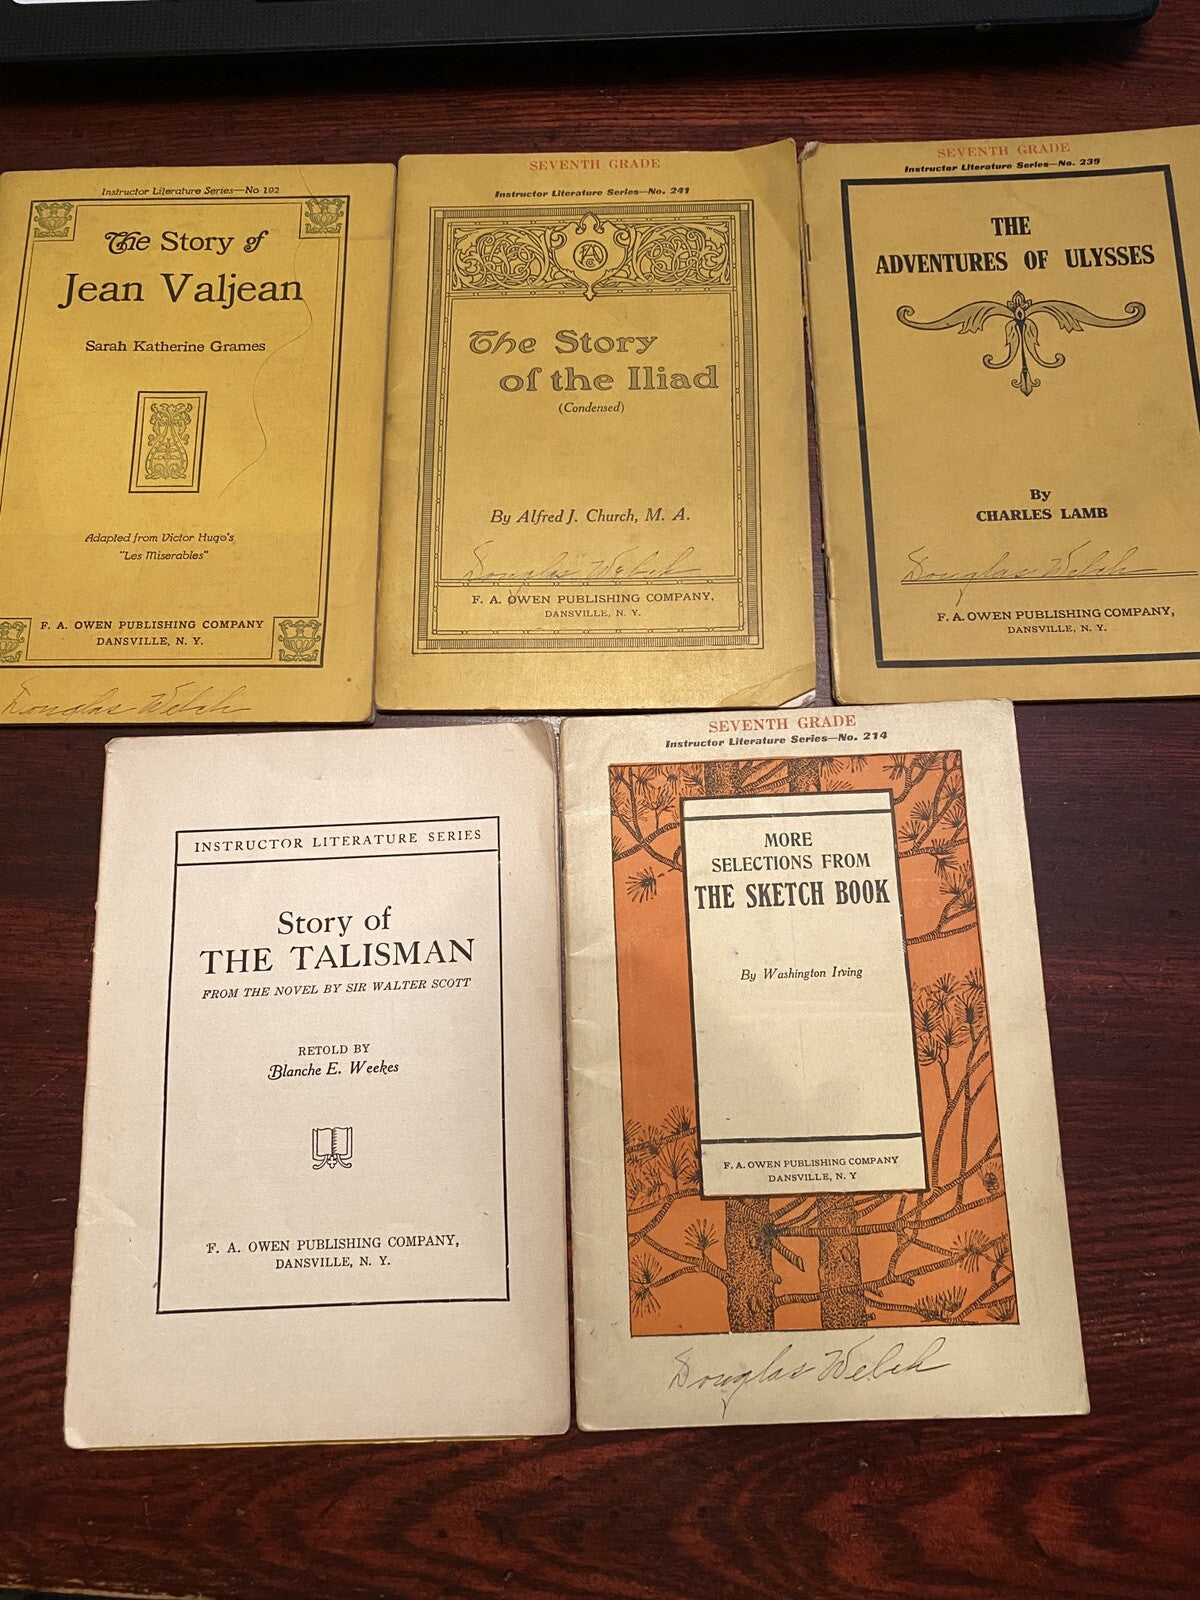 Instructor Literature Series—No 192
The Story of
Jean Valjean
Sarah Katherine Grames
Adapted from Victor Hugo's
"Les Miserables"
F. A. OWEN PUBLISHING COMPANY
DANSVILLE, N. Y.
Douglas Welch
SEVENTH GRADE
Instructor Literature Series—No. 241
The Story
of the Iliad
(Condensed)
By Alfred J. Church, M. A.
Douglas Welch
F. A. OWEN PUBLISHING COMPANY,
DANSVILLE, N. Y.
SEVENTH GRADE
Instructor Literature Series—No. 239
THE
ADVENTURES OF ULYSSES
By
CHARLES LAMB
Douglas Welch
F. A. OWEN PUBLISHING COMPANY,
DANSVILLE, N. Y.
INSTRUCTOR LITERATURE SERIES
Story of
THE TALISMAN
FROM THE NOVEL BY SIR WALTER SCOTT
RETOLD BY
Blanche E. Weekes
F. A. OWEN PUBLISHING COMPANY,
DANSVILLE, N. Y.
SEVENTH GRADE
Instructor Literature Series—No. 214
MORE
SELECTIONS FROM
THE SKETCH BOOK
By Washington Irving
F. A. OWEN PUBLISHING COMPANY
DANSVILLE, N. Y
Douglas Welch